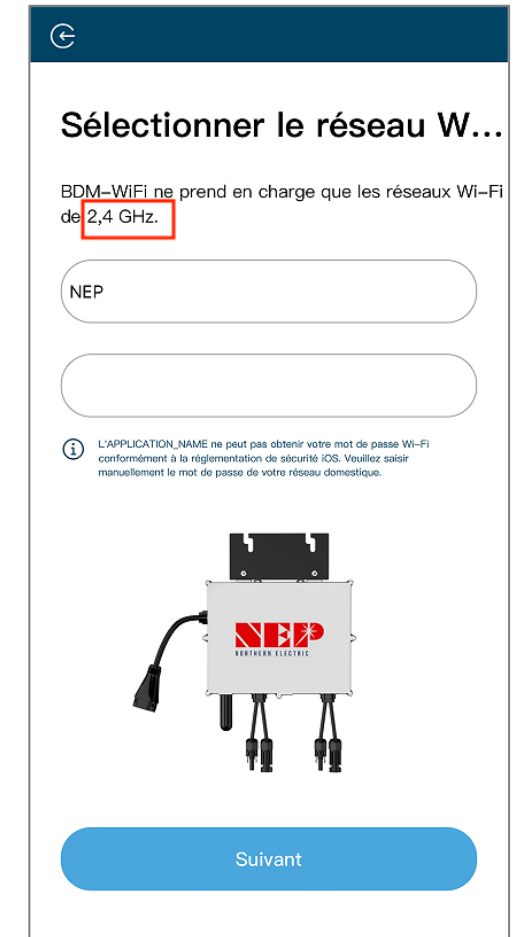 Sélectionner le réseau W...
BDM-WiFi ne prend en charge que les réseaux Wi-Fi
de 2,4 GHz.
NEP
L'APPLICATION_NAME ne peut pas obtenir votre mot de passe Wi-Fi
conformément à la réglementation de sécurité iOS. Veuillez saisir
manuellement le mot de passe de votre réseau domestique.
NEP
NORTHERN ELECTRIC
Suivant